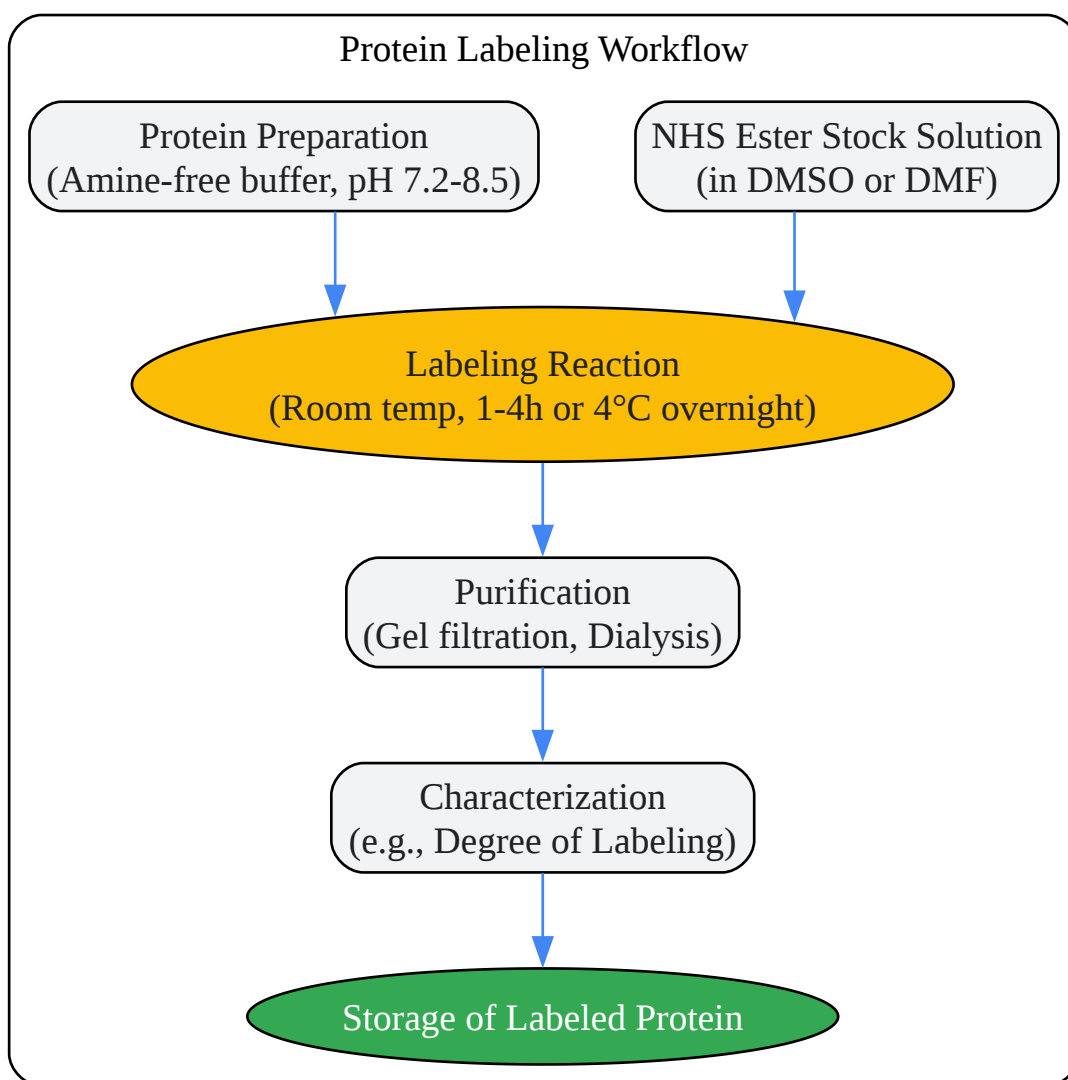 Protein Labeling Workflow
Protein Preparation
(Amine-free buffer, pH 7.2-8.5)
NHS Ester Stock Solution
(in DMSO or DMF)
Labeling Reaction
(Room temp, 1-4h or 4°C overnight)
Purification
(Gel filtration, Dialysis)
Characterization
(e.g., Degree of Labeling)
Storage of Labeled Protein